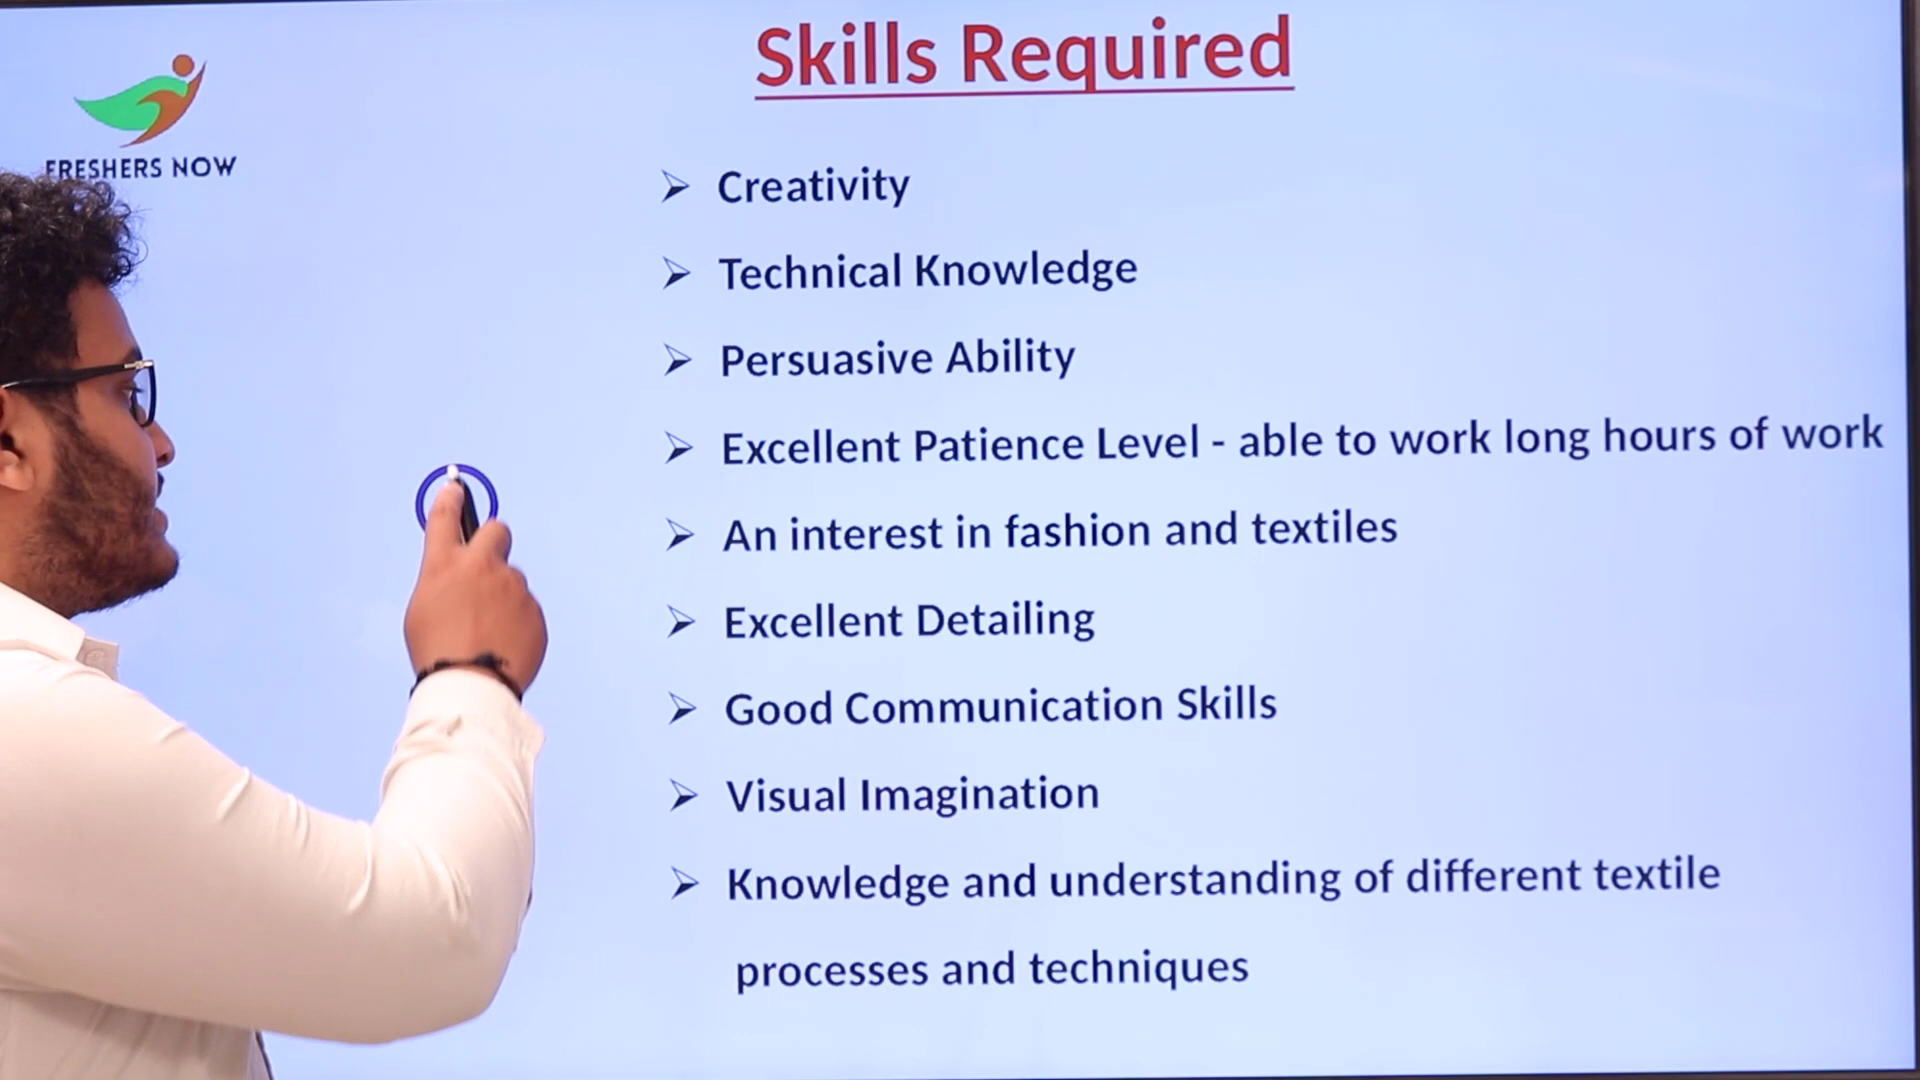 Skills Required
FRESHERS NOW
➢ Creativity
➢ Technical Knowledge
➢ Persuasive Ability
➢ Excellent Patience Level - able to work long hours of work
➢ An interest in fashion and textiles
➢ Excellent Detailing
➢ Good Communication Skills
➢ Visual Imagination
➢ Knowledge and understanding of different textile
processes and techniques